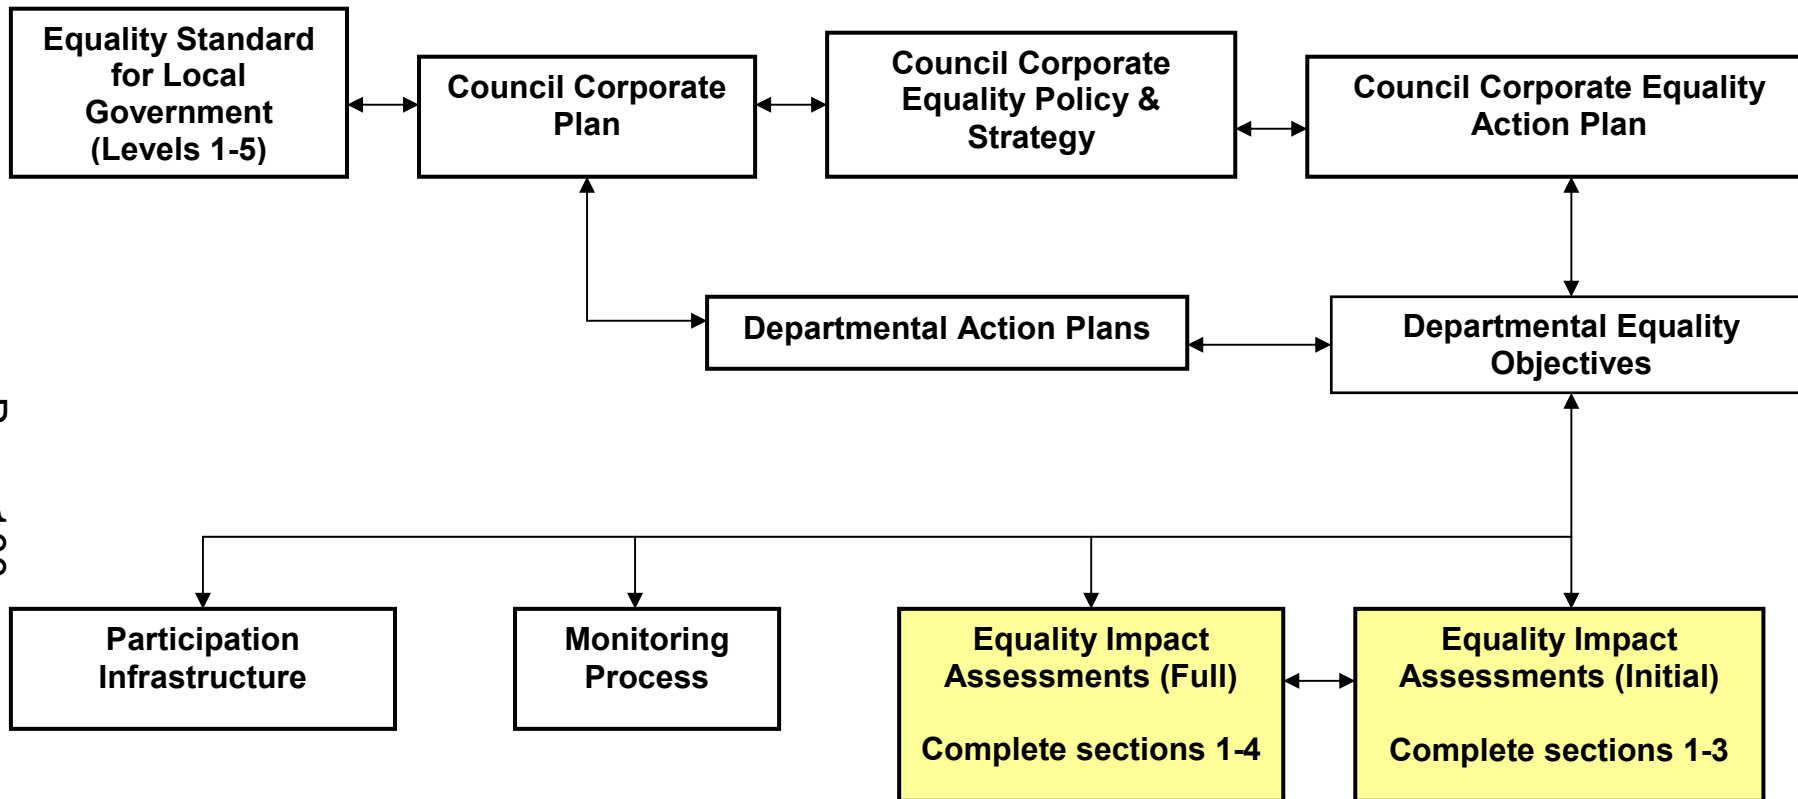 Equality Standard
for Local
Government
(Levels 1-5)
Council Corporate
Plan
Council Corporate
Equality Policy &
Strategy
Council Corporate Equality
Action Plan
Departmental Action Plans
Departmental Equality
Objectives
Participation
Infrastructure
Monitoring
Process
Equality Impact
Assessments (Full)
Complete sections 1-4
Equality Impact
Assessments (Initial)
Complete sections 1-3